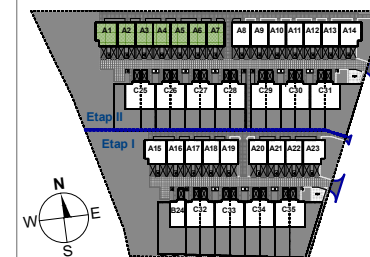 A1 A2 A3 A4 A5 A6 A7 A8 A9 A10 A11 A12 A13 A14
C25 C26 C27 C28 C29 C30 C31
Etap II
Etap I
A15 A16 A17 A18 A19 A20 A21 A22 A23
B24 C32 C33 C34 C35
N
W E
S